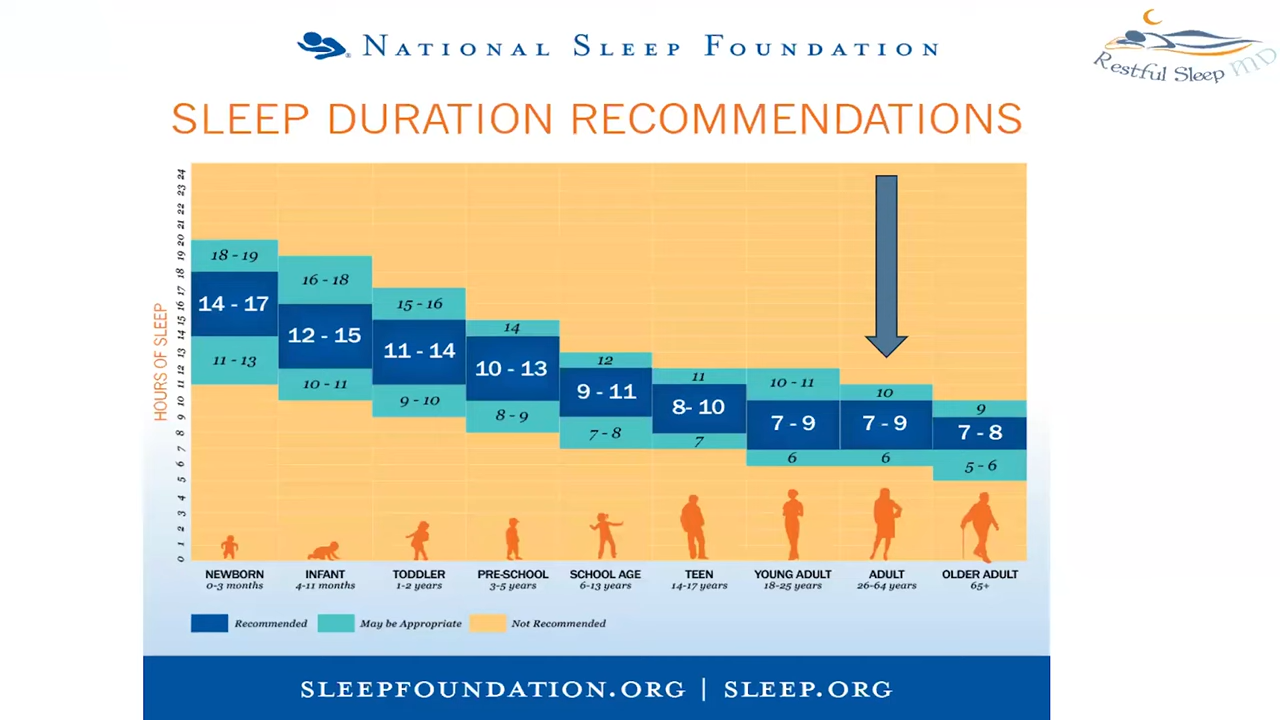 NATIONAL SLEEP FOUNDATION
Restful Sleep MD
SLEEP DURATION RECOMMENDATIONS
HOURS OF SLEEP
24
23
22
21
20
19
18
17
16
15
14
13
12
11
10
9
8
7
6
5
4
3
2
1
0
18 - 19
14 - 17
11 - 13
16 - 18
12 - 15
10 - 11
15 - 16
11 - 14
9 - 10
14
10 - 13
8 - 9
12
9 - 11
7 - 8
11
8- 10
7
10 - 11
7 - 9
6
10
7 - 9
6
9
7 - 8
5 - 6
NEWBORN
0-3 months
INFANT
4-11 months
TODDLER
1-2 years
PRE-SCHOOL
3-5 years
SCHOOL AGE
6-13 years
TEEN
14-17 years
YOUNG ADULT
18-25 years
ADULT
26-64 years
OLDER ADULT
65+
Recommended
May be Appropriate
Not Recommended
SLEEPFOUNDATION.ORG | SLEEP.ORG